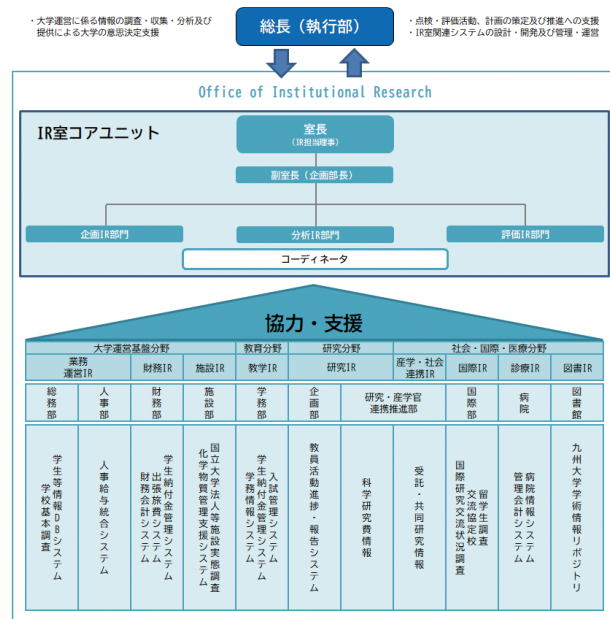 ・大学運営に係る情報の調査・収集・分析及び
提供による大学の意思決定支援
総長（執行部）
・点検・評価活動、計画の策定及び推進への支援
・IR室関連システムの設計・開発及び管理・運営
Office of Institutional Research
IR室コアユニット
室長
（IR担当理事）
副室長（企画部長）
企画IR部門
分析IR部門
評価IR部門
コーディネータ
協力・支援
大学運営基盤分野
教育分野
研究分野
社会・国際・医療分野
業務
運営IR
財務IR
施設IR
教学IR
研究IR
産学・社会
連携IR
国際IR
診療IR
図書IR
総務部
人事部
財務部
施設部
学務部
企画部
研究・産学官
連携推進部
国際部
病院
図書館
学生等情報DBシステム
学校基本調査
人事給与統合システム
学生納付金管理システム
出張旅費システム
財務会計システム
国立大学法人等施設実態調査
化学物質管理支援システム
入試管理システム
学生納付金管理システム
学務情報システム
教員活動進捗・報告システム
科学研究費情報
受託・共同研究情報
留学生調査
交流協定校
国際研究交流状況調査
病院情報システム
管理会計システム
九州大学学術情報リポジトリ